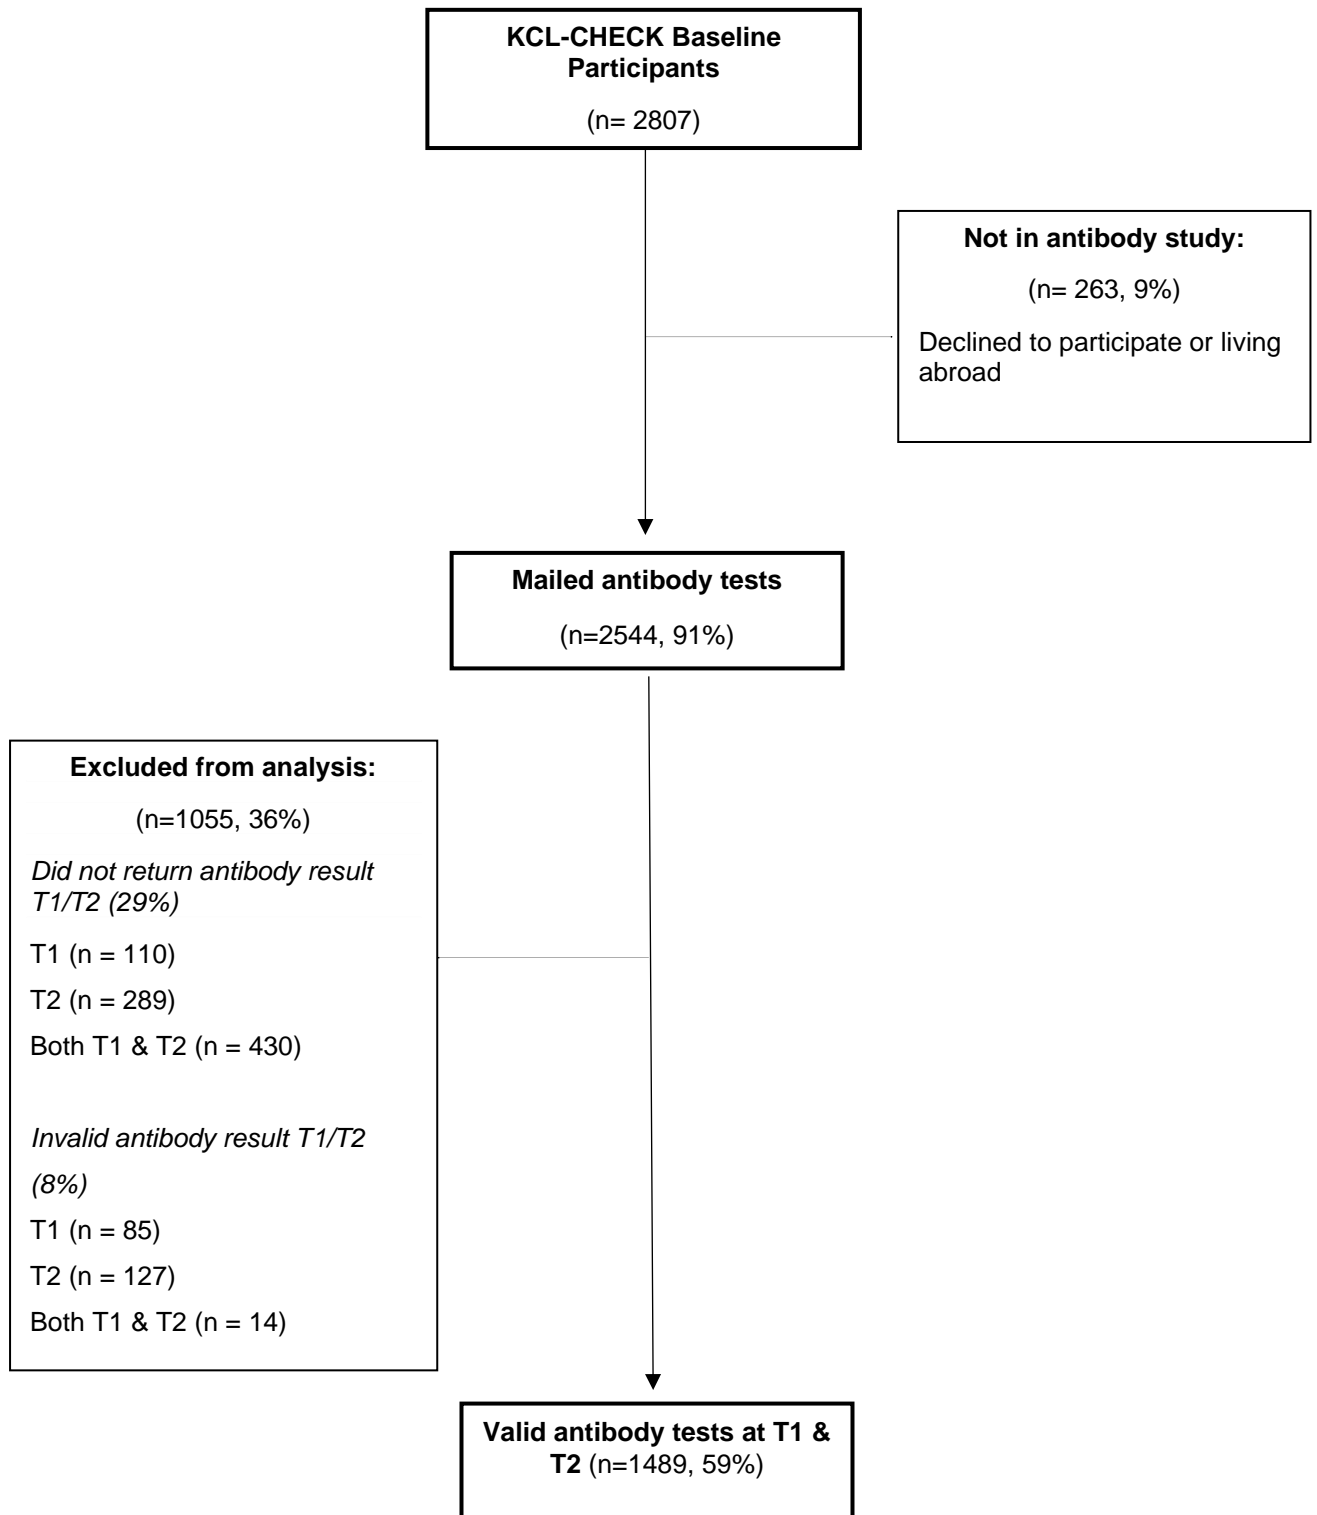 KCL-CHECK Baseline
Participants
(n= 2807)
Not in antibody study:
(n= 263, 9%)
Declined to participate or living
abroad
Mailed antibody tests
(n=2544, 91%)
Excluded from analysis:
(n=1055, 36%)
Did not return antibody result
T1/T2 (29%)
T1 (n = 110)
T2 (n = 289)
Both T1 & T2 (n = 430)
Invalid antibody result T1/T2
(8%)
T1 (n = 85)
T2 (n = 127)
Both T1 & T2 (n = 14)
Valid antibody tests at T1 &
T2 (n=1489, 59%)